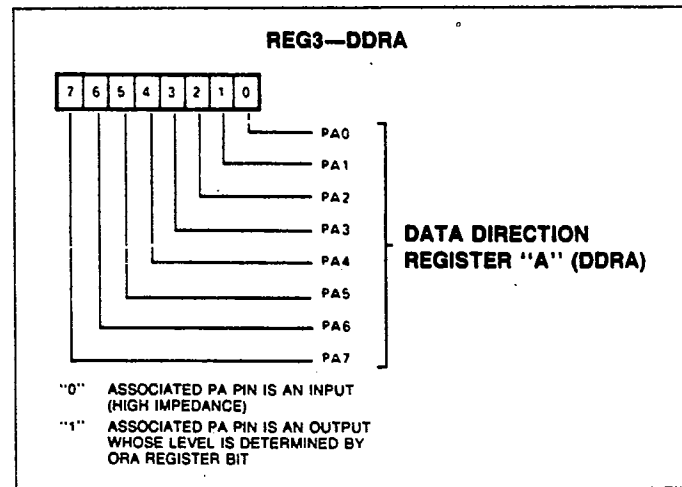 REG3—DDRA
7 6 5 4 3 2 1 0
PA0
PA1
PA2
PA3
PA4
PA5
PA6
PA7
DATA DIRECTION
REGISTER "A" (DDRA)
"0" ASSOCIATED PA PIN IS AN INPUT
(HIGH IMPEDANCE)
"1" ASSOCIATED PA PIN IS AN OUTPUT
WHOSE LEVEL IS DETERMINED BY
ORA REGISTER BIT